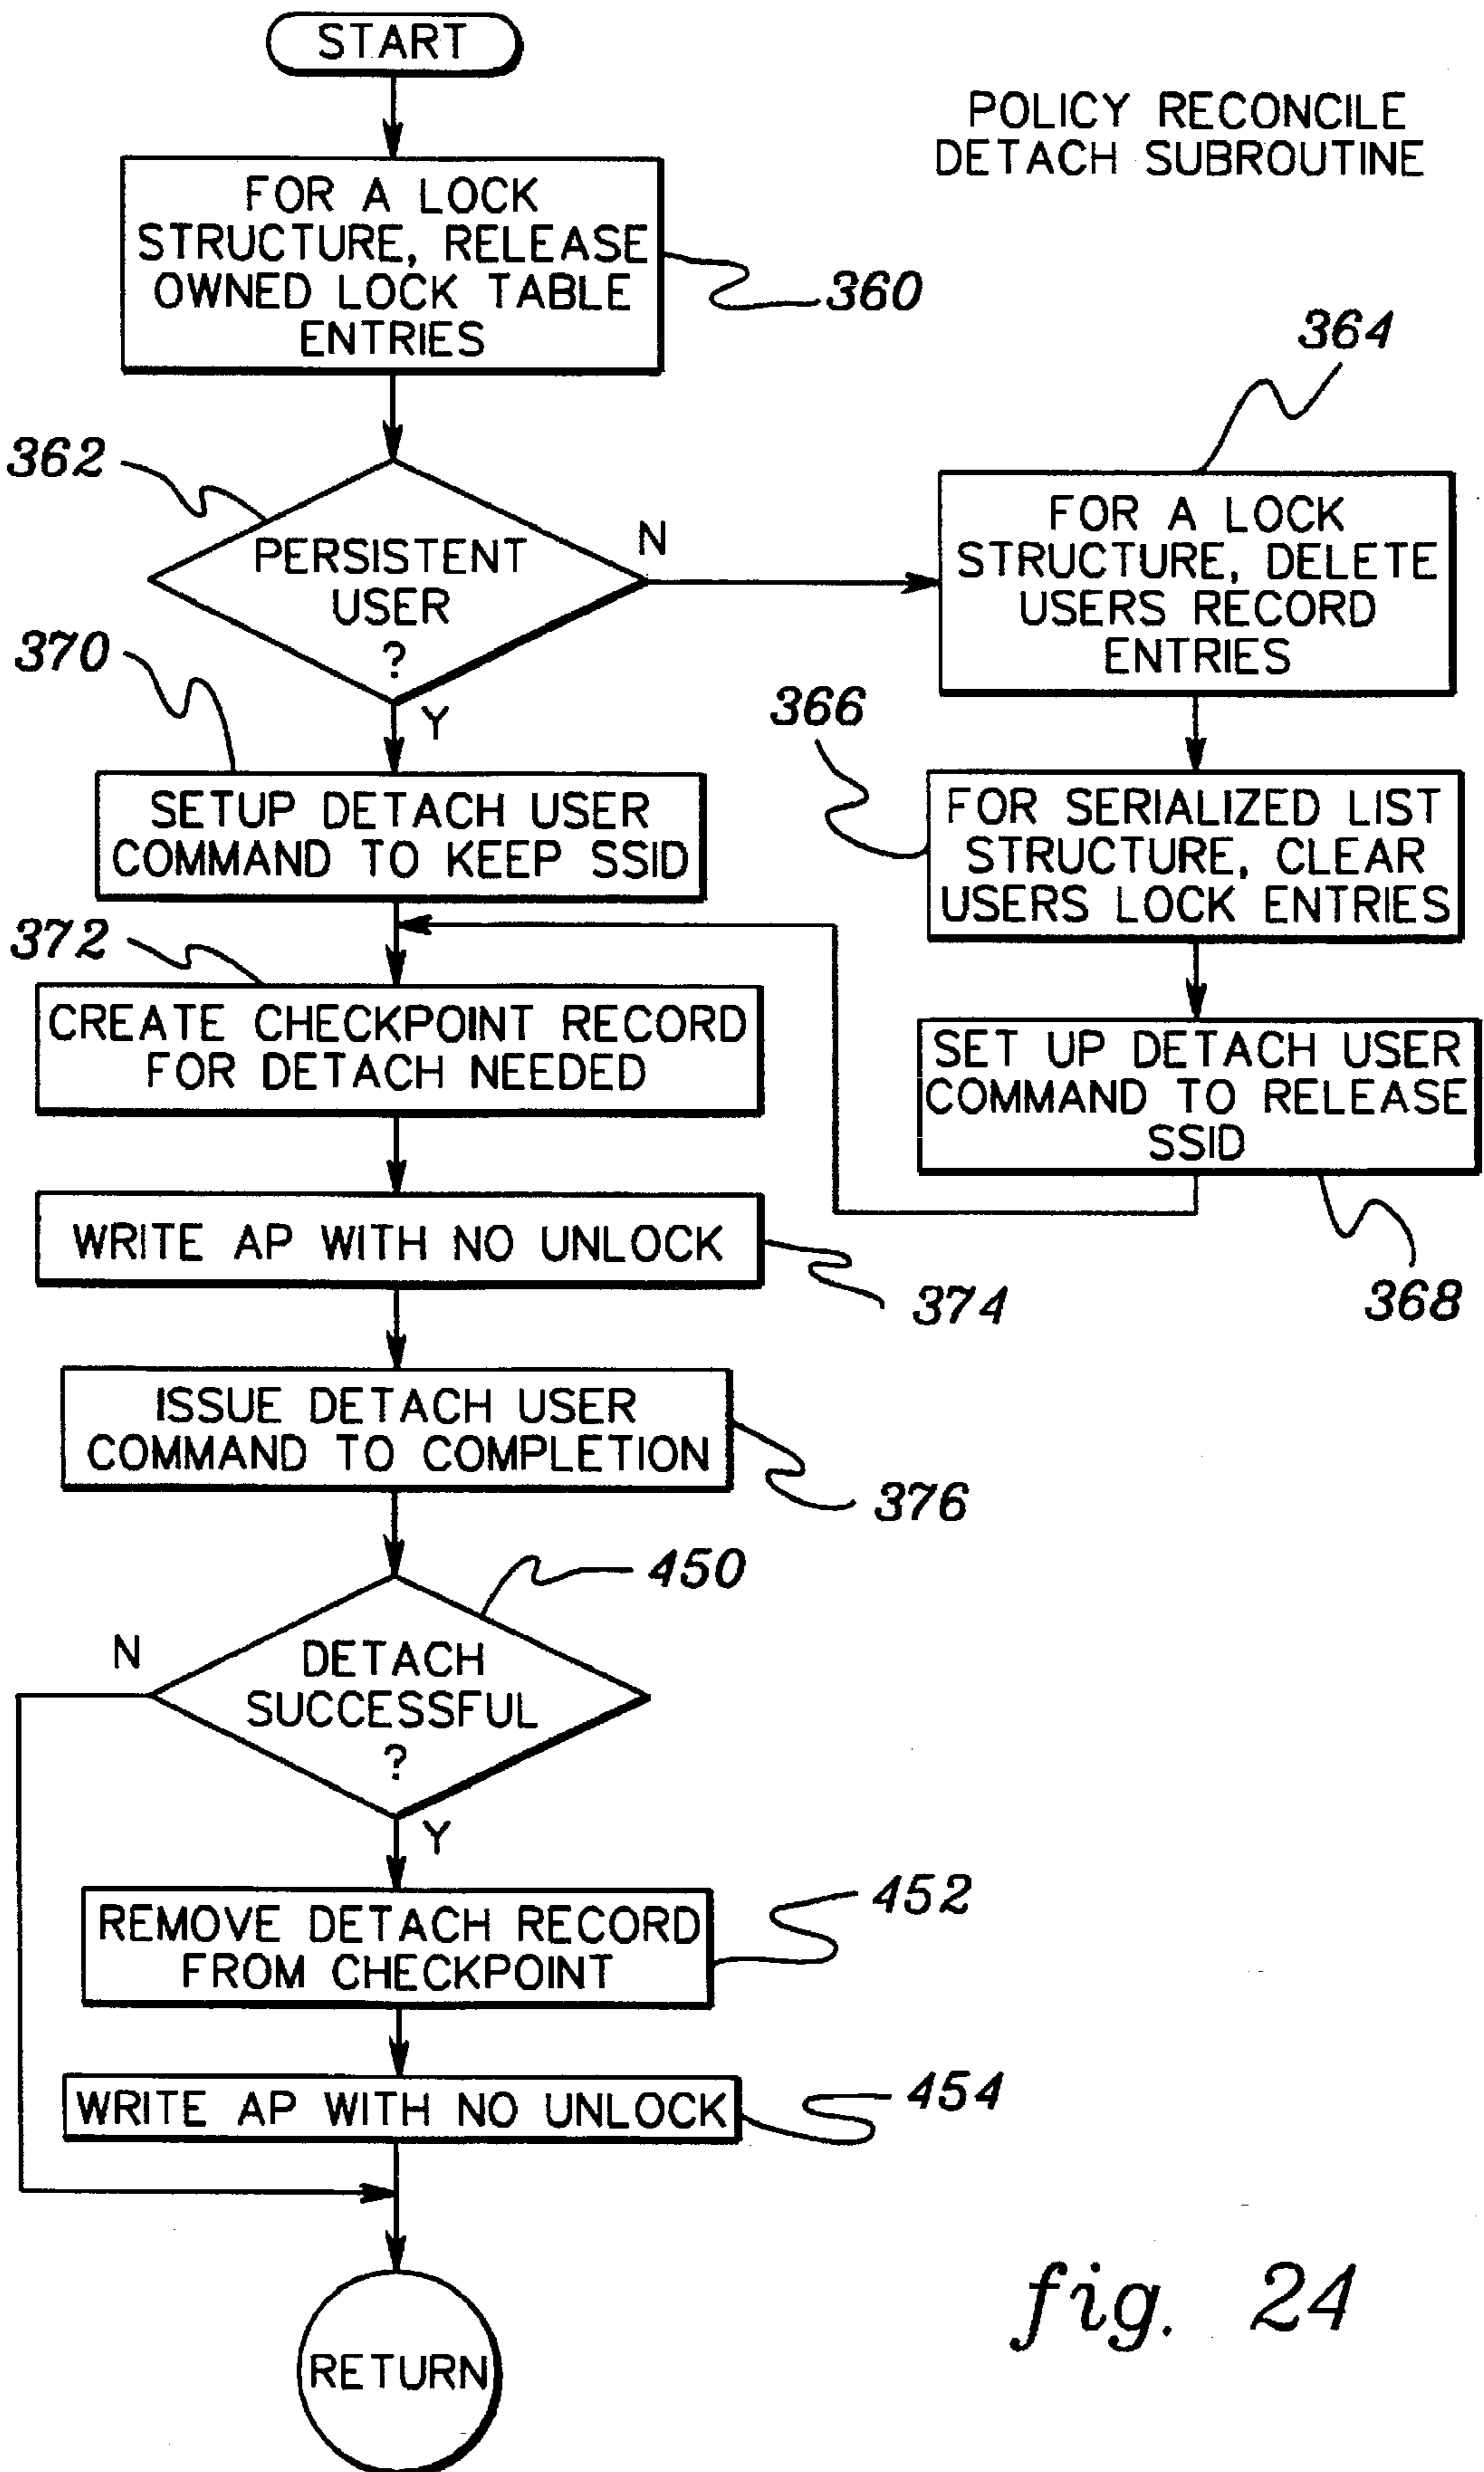 START
POLICY RECONCILE
DETACH SUBROUTINE
FOR A LOCK
STRUCTURE, RELEASE
OWNED LOCK TABLE
ENTRIES
360
362
PERSISTENT
USER
?
N
Y
364
FOR A LOCK
STRUCTURE, DELETE
USERS RECORD
ENTRIES
366
FOR SERIALIZED LIST
STRUCTURE, CLEAR
USERS LOCK ENTRIES
SET UP DETACH USER
COMMAND TO RELEASE
SSID
368
370
SETUP DETACH USER
COMMAND TO KEEP SSID
372
CREATE CHECKPOINT RECORD
FOR DETACH NEEDED
WRITE AP WITH NO UNLOCK
374
ISSUE DETACH USER
COMMAND TO COMPLETION
376
450
DETACH
SUCCESSFUL
?
N
Y
REMOVE DETACH RECORD
FROM CHECKPOINT
452
WRITE AP WITH NO UNLOCK
454
RETURN
fig. 24